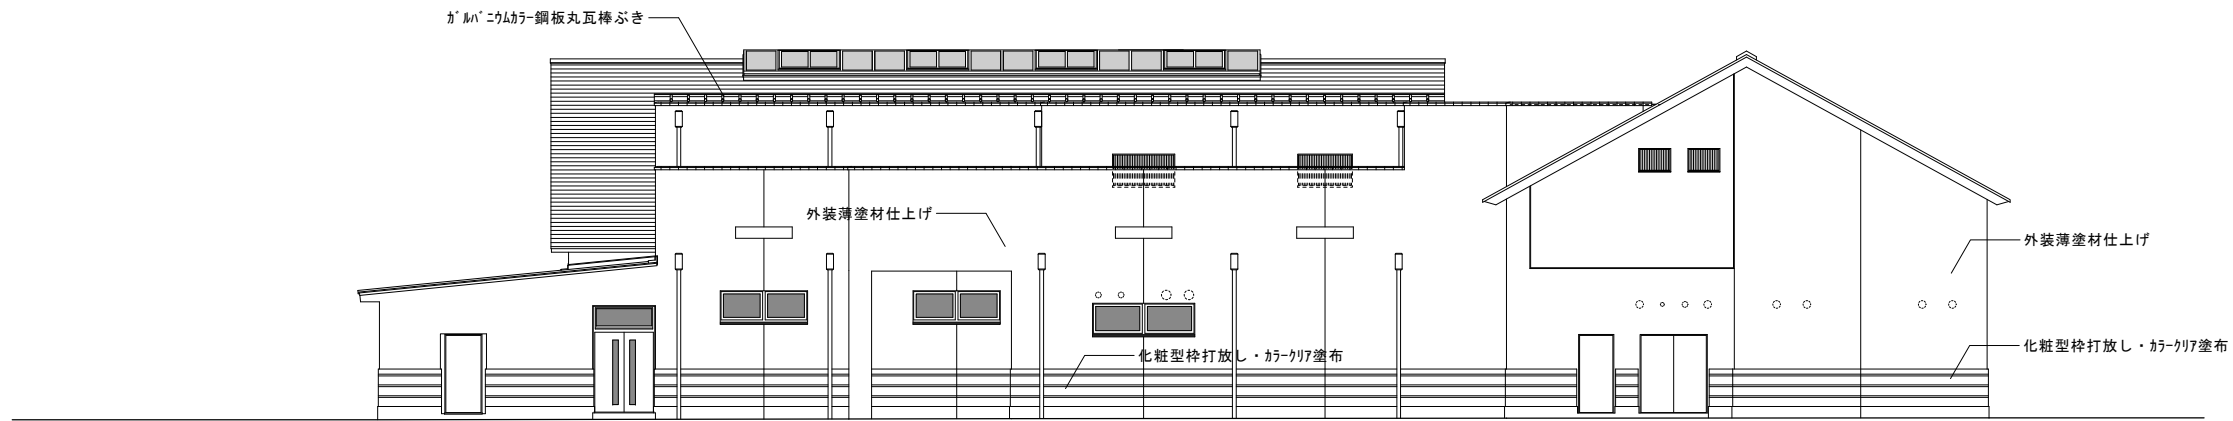 ｶﾞﾙﾊﾞﾆｳﾑｶﾗｰ鋼板丸瓦棒ぶき
外装薄塗材仕上げ
外装薄塗材仕上げ
化粧型枠打放し・ｶﾗｰｸﾘｱ塗布
化粧型枠打放し・ｶﾗｰｸﾘｱ塗布